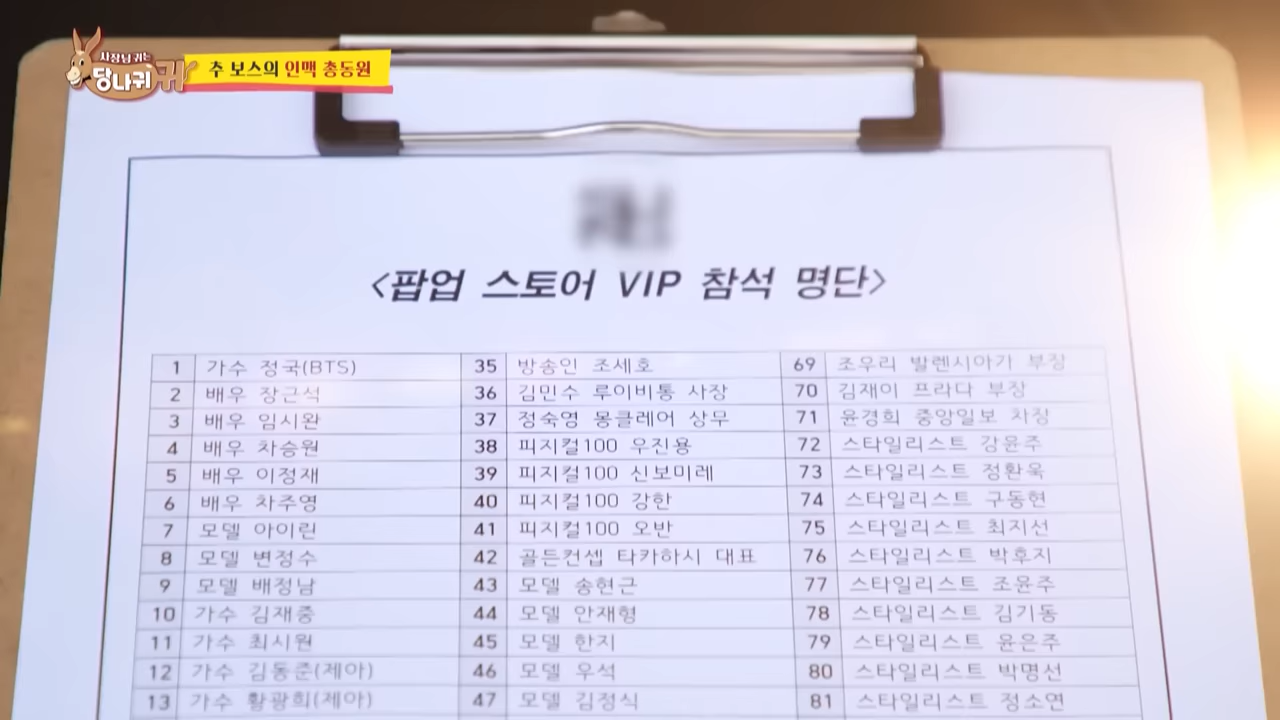 사장님 귀는
당나귀 귀
추 보스의 인맥 총동원
<팝업 스토어 VIP 참석 명단>
1 가수 정국(BTS) 35 방송인 조세호 69 조우리 발렌시아가 부장
2 배우 장근석 36 김민수 루이비통 사장 70 김재이 프라다 부장
3 배우 임시완 37 정숙영 몽클레어 상무 71 윤경희 중앙일보 차장
4 배우 차승원 38 피지컬100 우진용 72 스타일리스트 강윤주
5 배우 이정재 39 피지컬100 신보미레 73 스타일리스트 정환욱
6 배우 차주영 40 피지컬100 강한 74 스타일리스트 구동현
7 모델 아이린 41 피지컬100 오반 75 스타일리스트 최지선
8 모델 변정수 42 골든컨셉 타카하시 대표 76 스타일리스트 박후지
9 모델 배정남 43 모델 송현근 77 스타일리스트 조윤주
10 가수 김재중 44 모델 안재형 78 스타일리스트 김기동
11 가수 최시원 45 모델 한지 79 스타일리스트 윤은주
12 가수 김동준(제아) 46 모델 우석 80 스타일리스트 박명선
13 가수 황광희(제아) 47 모델 김정식 81 스타일리스트 정소연